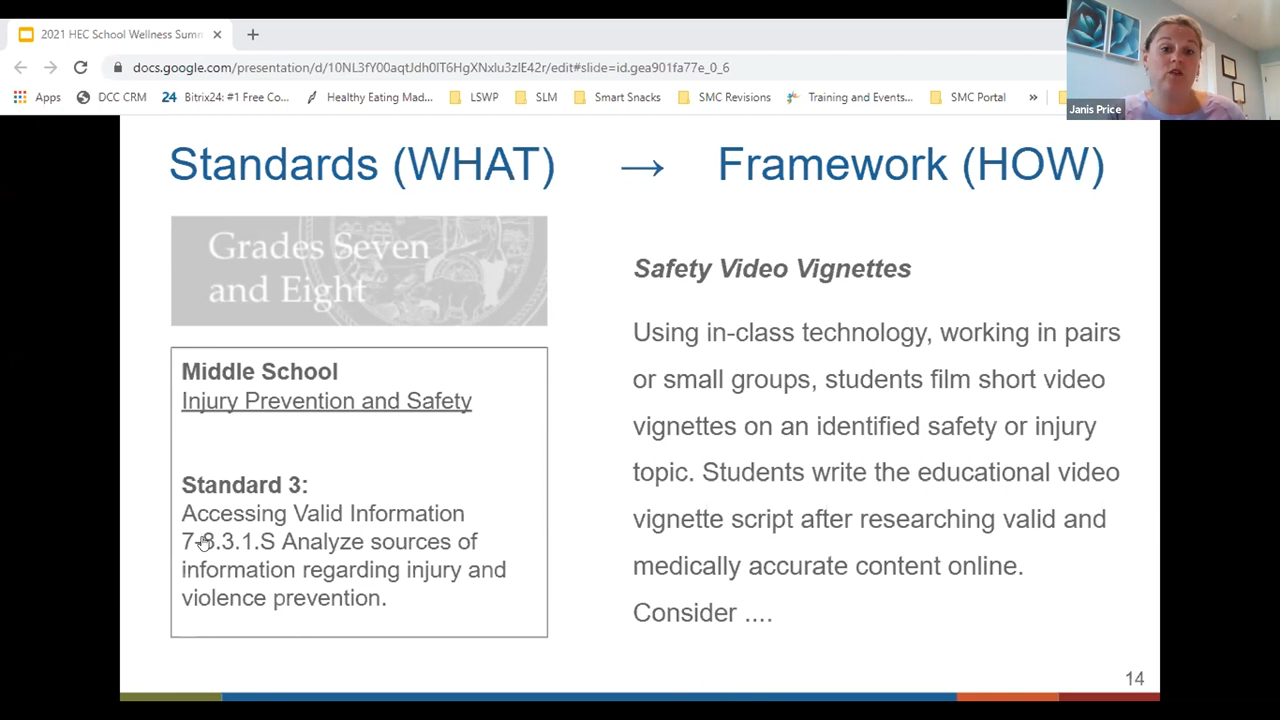 2021 HEC School Wellness Summ
docs.google.com/presentation/d/10NL3fY00aqtJdh0lT6HgXNxlu3zlE42r/edit#slide=id.gea901fa77e_0_6
Apps
DCC CRM
24 Bitrix24: #1 Free Co...
Healthy Eating Mad...
LSWP
SLM
Smart Snacks
SMC Revisions
Training and Events...
SMC Portal
»
Janis Price
Standards (WHAT) → Framework (HOW)
Grades Seven
and Eight
Middle School
Injury Prevention and Safety
Standard 3:
Accessing Valid Information
7-8.3.1.S Analyze sources of
information regarding injury and
violence prevention.
Safety Video Vignettes
Using in-class technology, working in pairs
or small groups, students film short video
vignettes on an identified safety or injury
topic. Students write the educational video
vignette script after researching valid and
medically accurate content online.
Consider ....
14